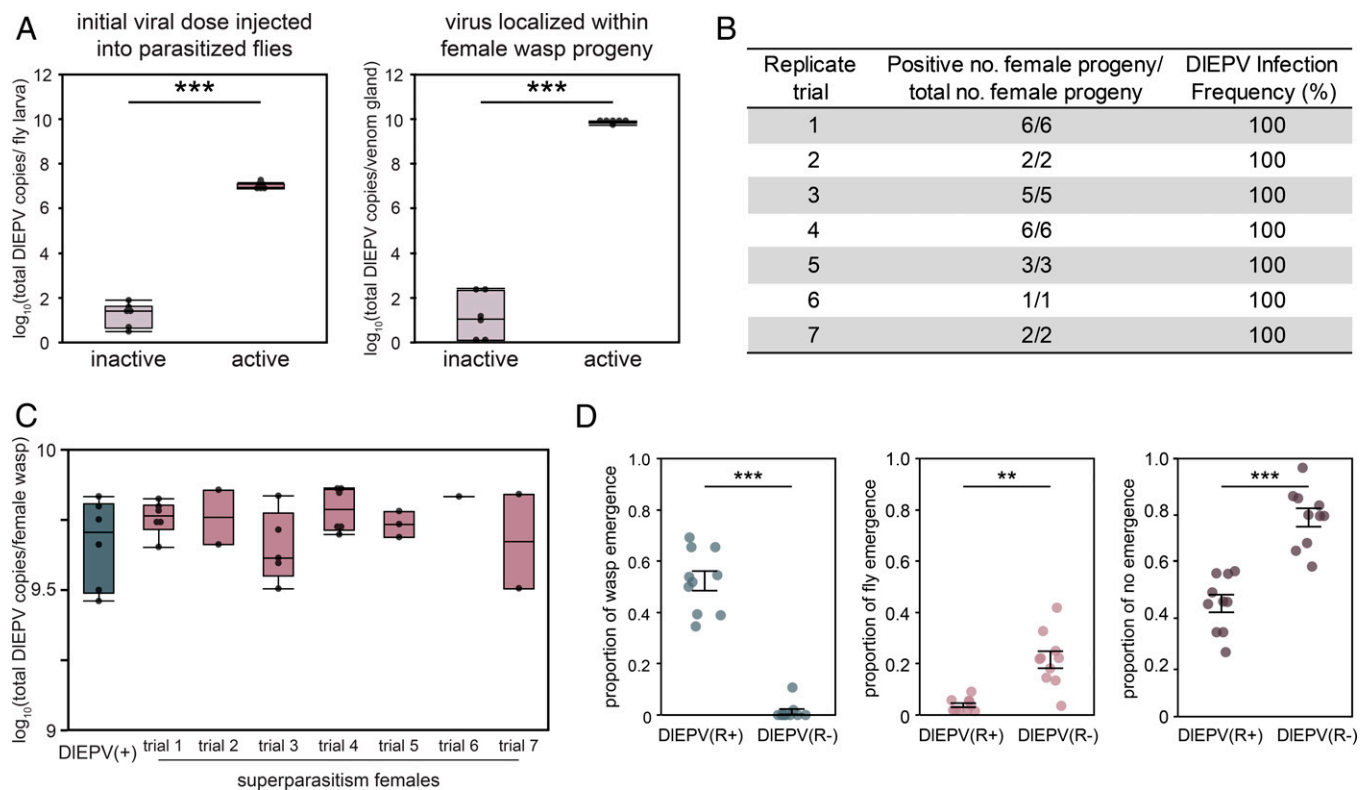 A
initial viral dose injected
into parasitized flies
***
log10(total DIEPV copies/ fly larva)
12
10
8
6
4
2
0
inactive
active
virus localized within
female wasp progeny
***
log10(total DIEPV copies/venom gland)
12
10
8
6
4
2
0
inactive
active
B
Replicate trial
Positive no. female progeny/ total no. female progeny
DIEPV Infection Frequency (%)
1 6/6 100
2 2/2 100
3 5/5 100
4 6/6 100
5 3/3 100
6 1/1 100
7 2/2 100
C
log10(total DIEPV copies/female wasp)
10
9.5
9
DIEPV(+)
trial 1
trial 2
trial 3
trial 4
trial 5
trial 6
trial 7
superparasitism females
D
proportion of wasp emergence
1.0
0.8
0.6
0.4
0.2
0
***
DIEPV(R+)
DIEPV(R-)
proportion of fly emergence
1.0
0.8
0.6
0.4
0.2
0
**
DIEPV(R+)
DIEPV(R-)
proportion of no emergence
1.0
0.8
0.6
0.4
0.2
0
***
DIEPV(R+)
DIEPV(R-)